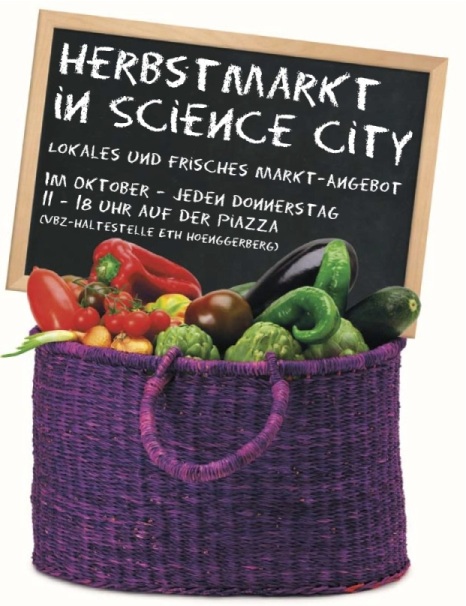 HERBSTMARKT
IN SCIENCE CITY
LOKALES UND FRISCHES MARKT-ANGEBOT
IM OKTOBER - JEDEN DONNERSTAG
11 - 18 UHR AUF DER PIAZZA
(VBZ-HALTESTELLE ETH HOENGGERBERG)